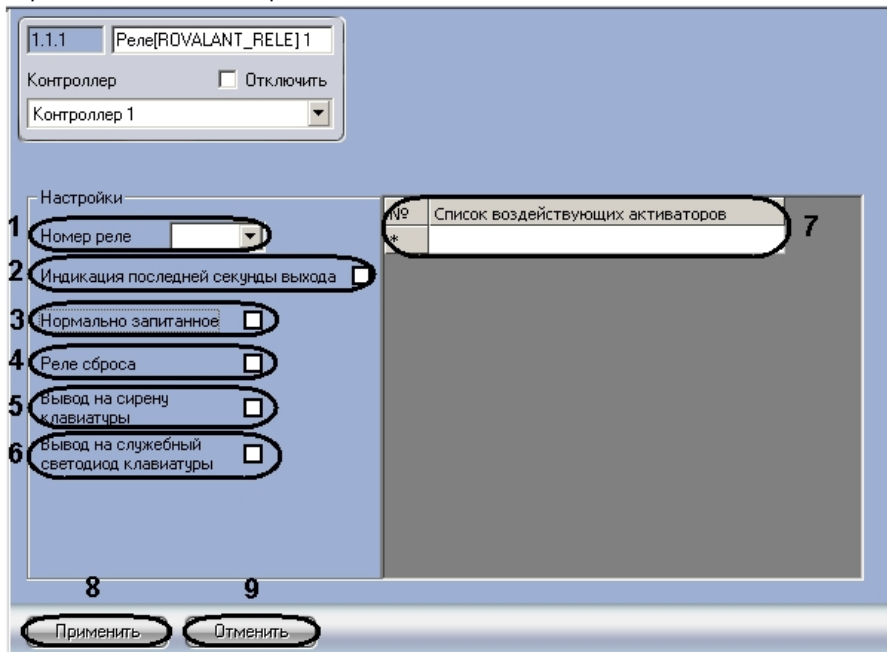 1.1.1 Реле[ROVALANT_RELE] 1
Контроллер Отключить
Контроллер 1
Настройки
1 Номер реле
2 Индикация последней секунды выхода
3 Нормально запитанное
4 Реле сброса
5 Вывод на сирену
клавиатуры
6 Вывод на служебный
светодиод клавиатуры
№ Список воздействующих активаторов 7
*
8 9
Применить Отменить